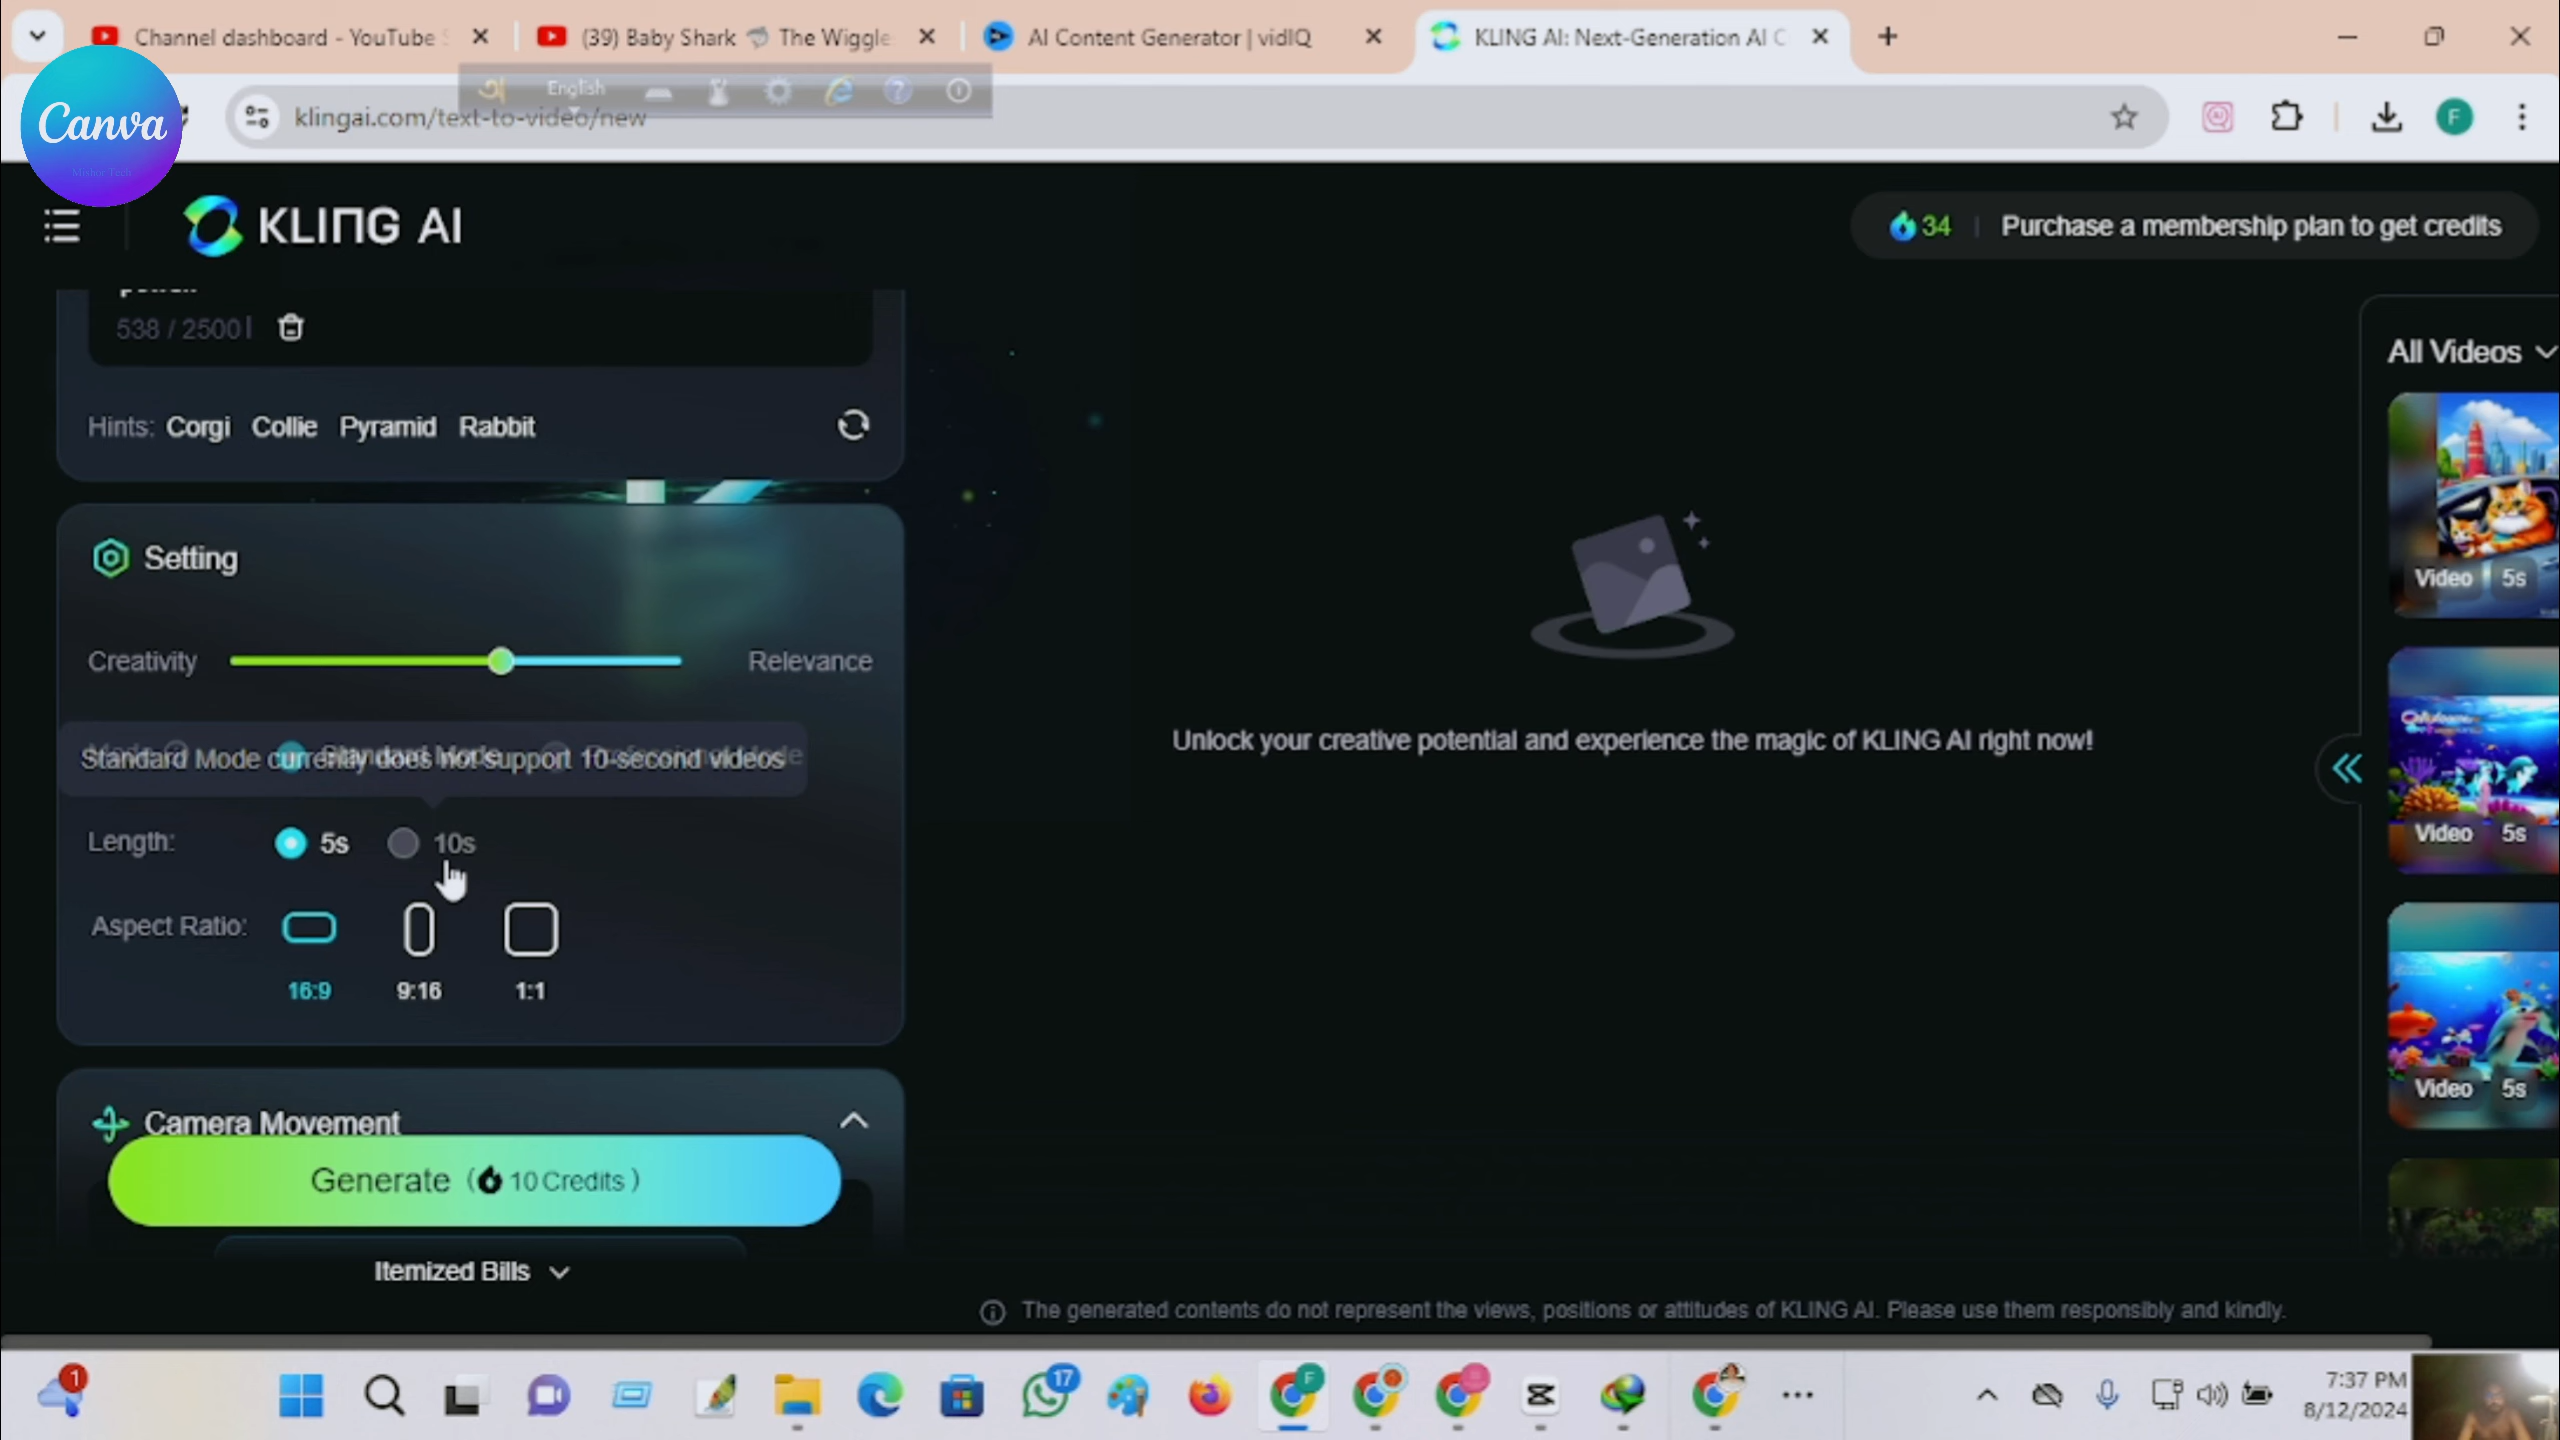 Channel dashboard - YouTube S
(39) Baby Shark 🦈 The Wiggle
AI Content Generator | vidIQ
KLING AI: Next-Generation AI C
English
klingai.com/text-to-video/new
F
Canva
KLING AI
34
Purchase a membership plan to get credits
538 / 2500
Hints: Corgi Collie Pyramid Rabbit
Setting
Creativity
Relevance
Standard Mode currently does not support 10-second videos
Length:
5s
10s
Aspect Ratio:
16:9
9:16
1:1
Camera Movement
Generate (10 Credits)
Itemized Bills
Unlock your creative potential and experience the magic of KLING AI right now!
All Videos
Video 5s
Video 5s
Video 5s
The generated contents do not represent the views, positions or attitudes of KLING AI. Please use them responsibly and kindly.
1
17
F
7:37 PM
8/12/2024